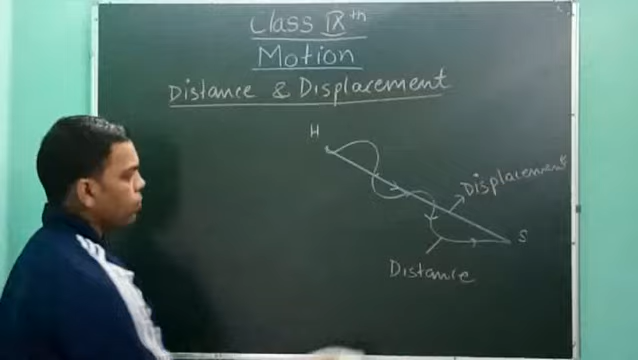 Class IXth
Motion
Distance & Displacement
H
Displacement
S
Distance